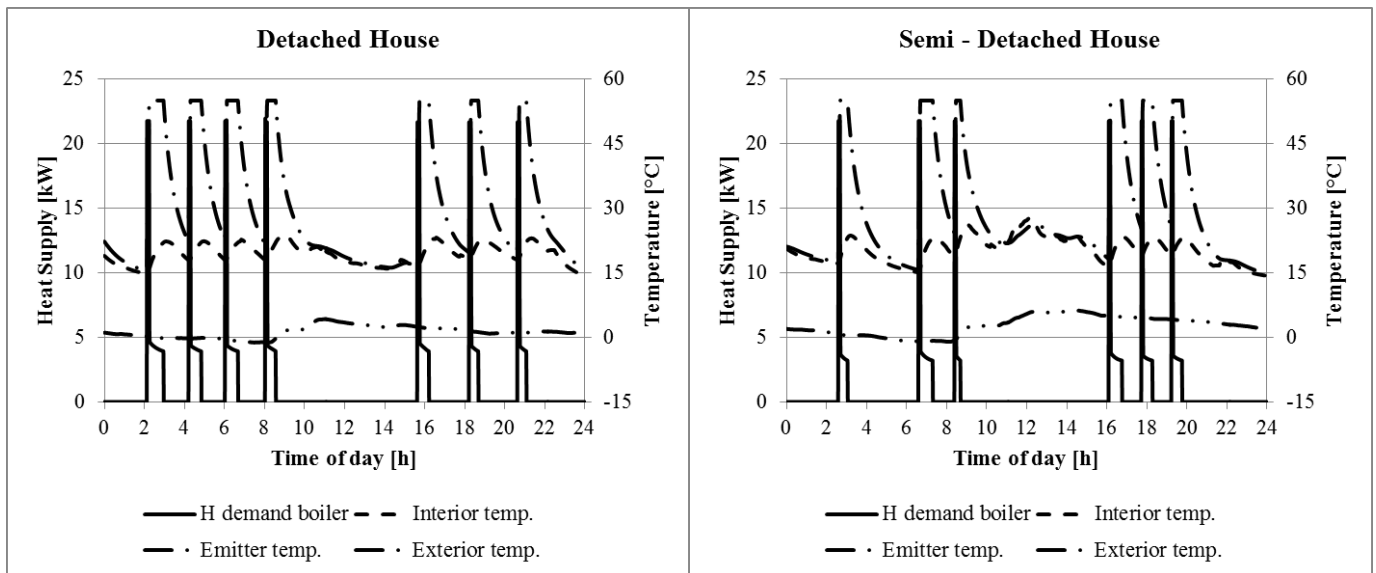 Detached House
25
20
15
10
5
0
60
45
30
15
0
-15
Heat Supply [kW]
Temperature [°C]
0 2 4 6 8 10 12 14 16 18 20 22 24
Time of day [h]
H demand boiler
Interior temp.
Emitter temp.
Exterior temp.
Semi - Detached House
25
20
15
10
5
0
60
45
30
15
0
-15
Heat Supply [kW]
Temperature [°C]
0 2 4 6 8 10 12 14 16 18 20 22 24
Time of day [h]
H demand boiler
Interior temp.
Emitter temp.
Exterior temp.